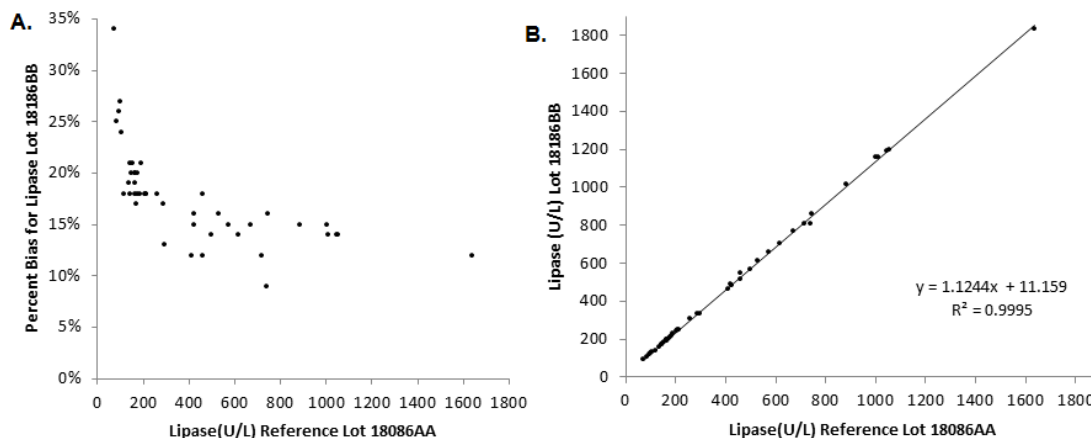 A.
Percent Bias for Lipase Lot 18186BB
35%
30%
25%
20%
15%
10%
5%
0%
0 200 400 600 800 1000 1200 1400 1600 1800
Lipase(U/L) Reference Lot 18086AA
B.
Lipase (U/L) Lot 18186BB
1800
1600
1400
1200
1000
800
600
400
200
0
y = 1.1244x + 11.159
R² = 0.9995
0 200 400 600 800 1000 1200 1400 1600 1800
Lipase(U/L) Reference Lot 18086AA